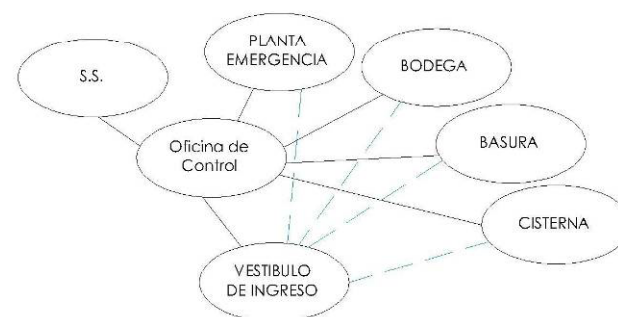 PLANTA
EMERGENCIA
S.S.
BODEGA
Oficina de
Control
BASURA
CISTERNA
VESTIBULO
DE INGRESO